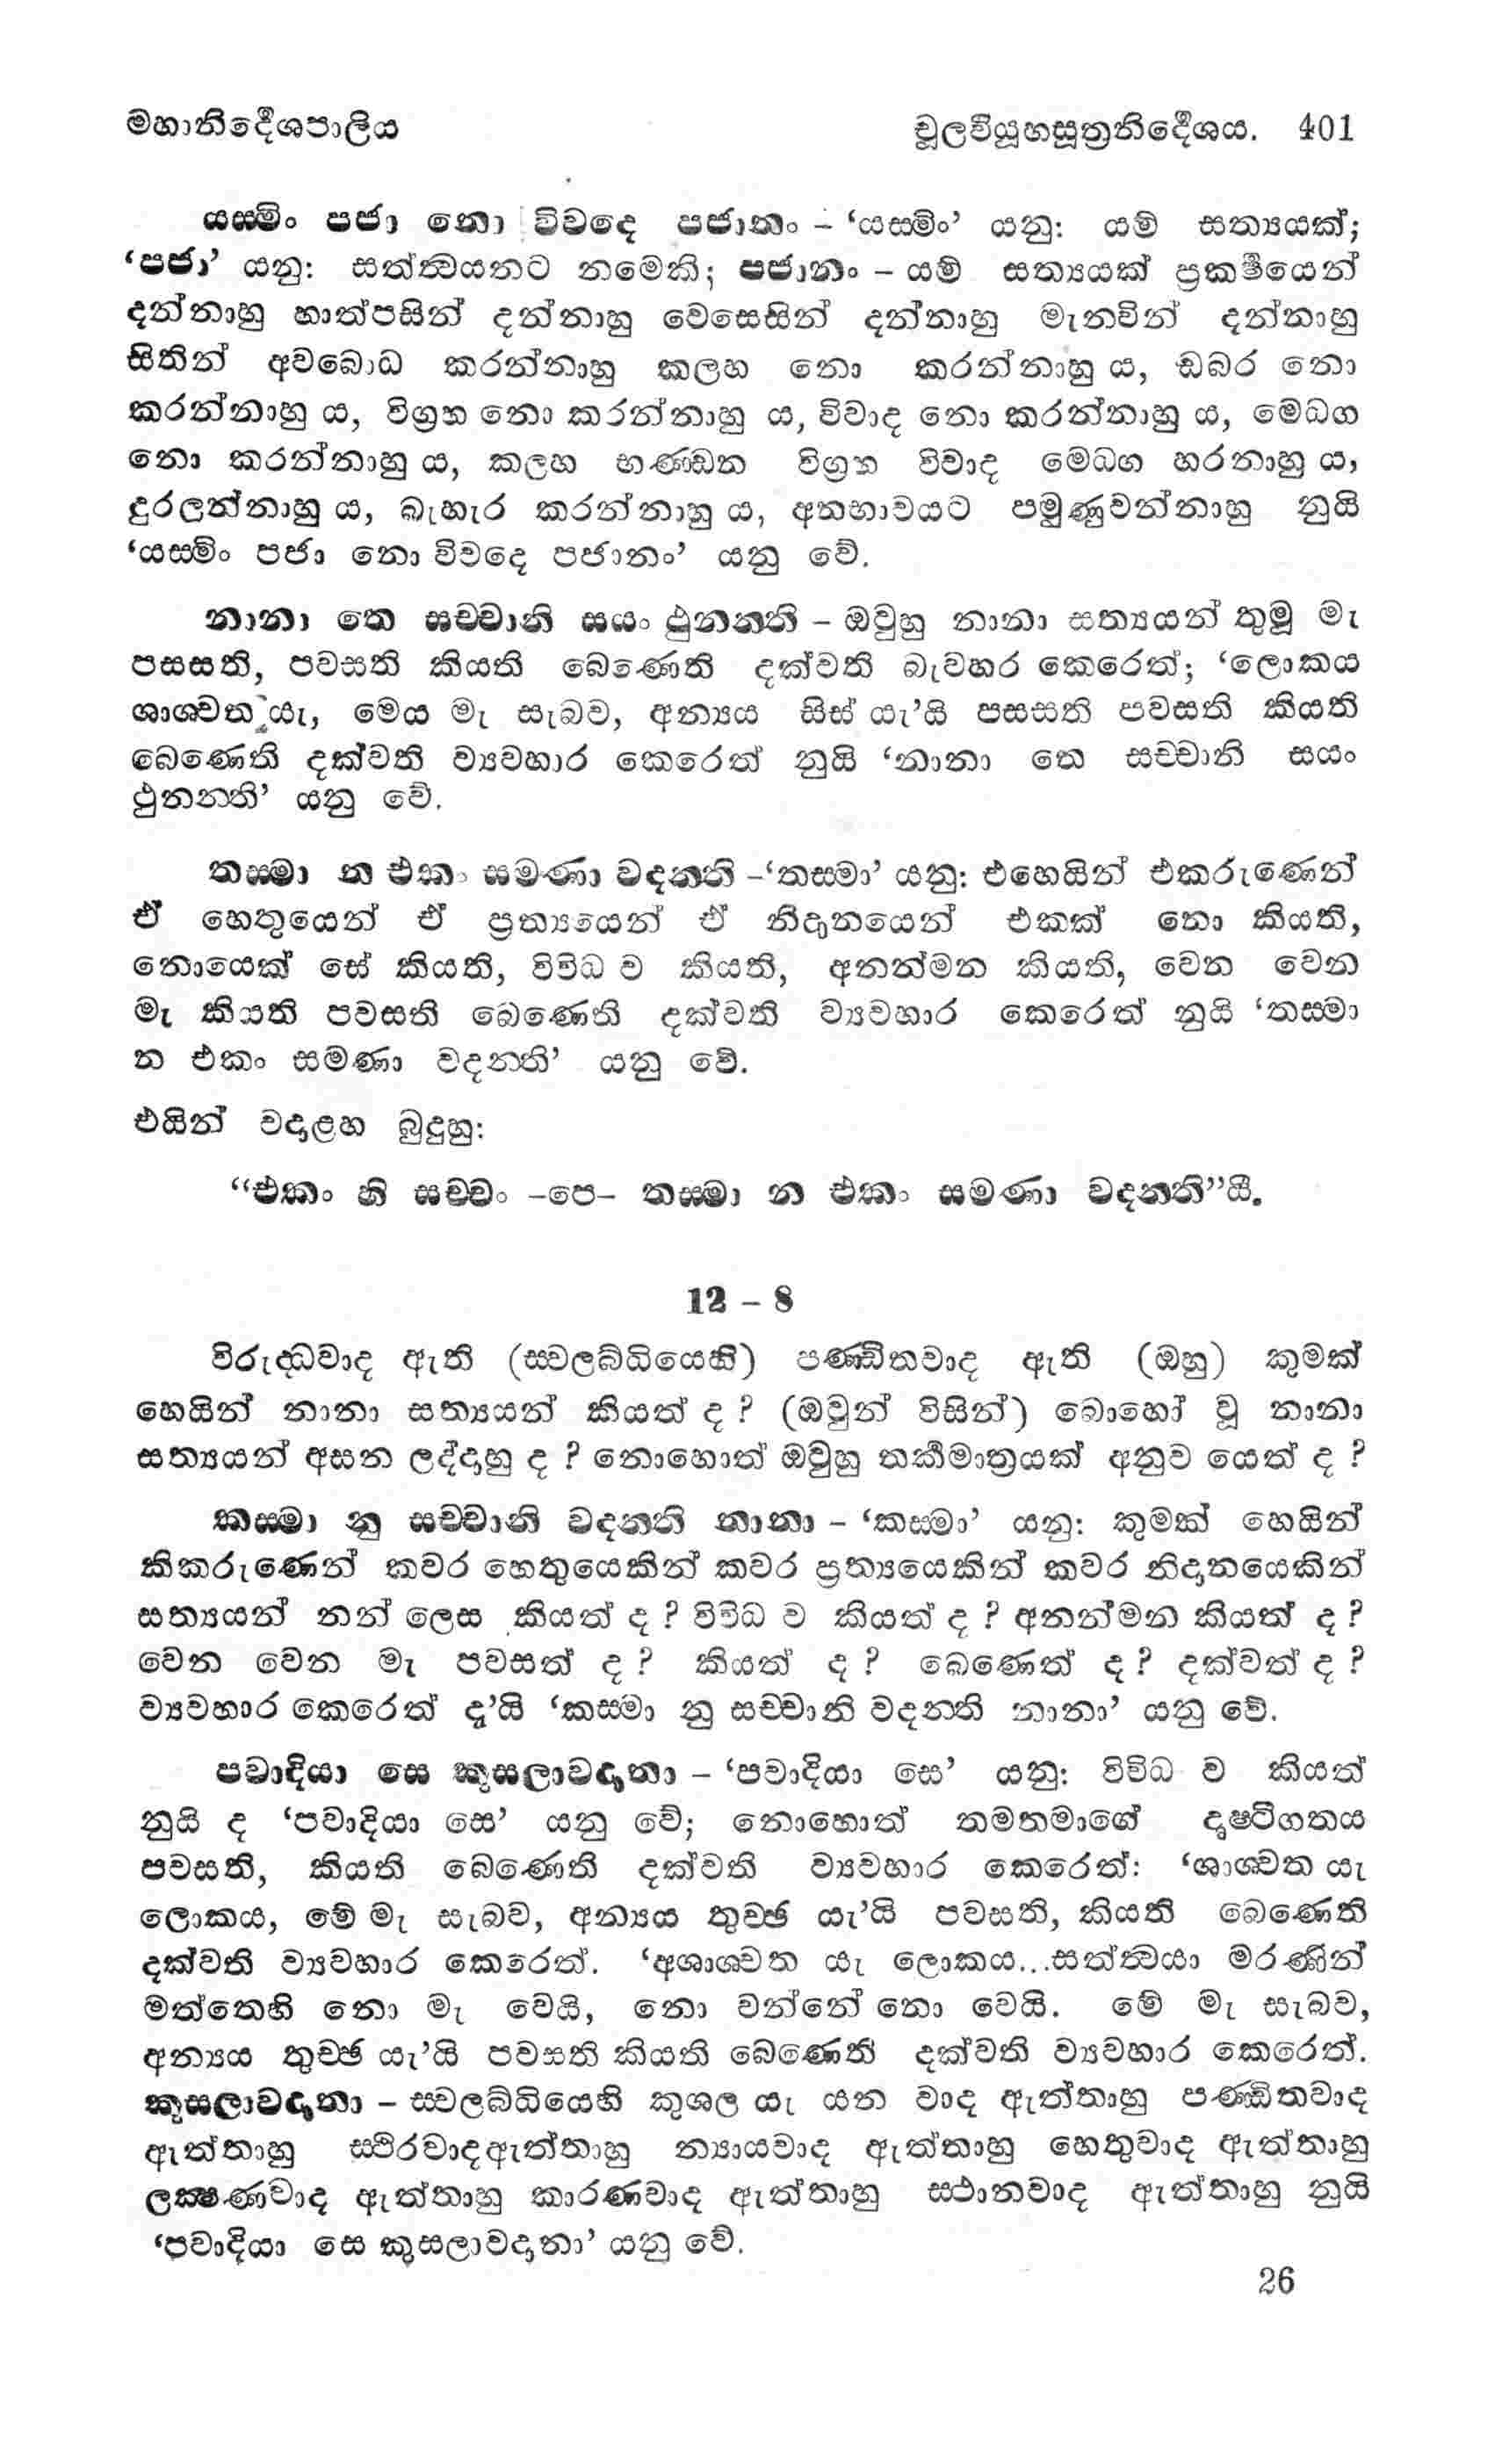 මහානිර්දේශපාලිය චූලවියූහසූත්‍රනිර්දේශය. 401
යස්මිං පජා නො විවදෙ පජානං – ‘යස්මිං’ යනු: යම් සත්‍යයක්;
‘පජා’ යනු: සත්ත්වයනට නමෙකි; පජානං – යම් සත්‍යයක් ප්‍රකර්ෂයෙන්
දන්නාහු හාත්පසින් දන්නාහු වෙසෙසින් දන්නාහු මැනවින් දන්නාහු
සිතින් අවබොධ කරන්නාහු කලහ නො කරන්නාහු ය, ඩබර නො
කරන්නාහු ය, විග්‍රහ නො කරන්නාහු ය, විවාද නො කරන්නාහු ය, මෙධග
නො කරන්නාහු ය, කලහ භණ්ඩන විග්‍රහ විවාද මෙධග හරනාහු ය,
දුරලන්නාහු ය, බැහැර කරන්නාහු ය, අතභාවයට පමුණුවන්නාහු නුයි
‘යස්මිං පජා නො විවදෙ පජානං’ යනු වේ.
නානා තෙ සච්චානි සයං ථුනන්ති – ඔවුහු නානා සත්‍යයන් තුමූ මැ
පසසති, පවසති කියති බෙණෙති දක්වති බැවහර කෙරෙත්; ‘ලොකය
ශාශ්වත යැ, මෙය මැ සැබව, අන්‍යය සිස් යැ’යි පසසති පවසති කියති
බෙණෙති දක්වති ව්‍යවහාර කෙරෙත් නුයි ‘නානා තෙ සච්චානි සයං
ථුනන්ති’ යනු වේ.
තස්මා න එකං සමණා වදන්ති –‘තස්මා’ යනු: එහෙයින් එකරුණෙන්
ඒ හෙතුයෙන් ඒ ප්‍රත්‍යයෙන් ඒ නිදානයෙන් එකක් නො කියති,
නොයෙක් සේ කියති, විවිධ ව කියති, අනන්මන කියති, වෙන වෙන
මැ කියති පවසති බෙණෙති දක්වති ව්‍යවහාර කෙරෙත් නුයි ‘තස්මා
න එකං සමණා වදන්ති’ යනු වේ.
එයින් වදාළහ බුදුහු:
“එකං හි සච්චං –පෙ– තස්මා න එකං සමණා වදන්ති”යි.
12 – 8
විරුද්ධවාද ඇති (ස්වලබ්ධියෙහි) පණ්ඩිතවාද ඇති (ඔහු) කුමක්
හෙයින් නානා සත්‍යයන් කියත් ද? (ඔවුන් විසින්) බොහෝ වූ නානා
සත්‍යයන් අසන ලද්දාහු ද? නොහොත් ඔවුහු තර්කමාත්‍රයක් අනුව යෙත් ද?
කස්මා නු සච්චානි වදන්ති නානා – ‘කස්මා’ යනු: කුමක් හෙයින්
කිකරුණෙන් කවර හෙතුයෙකින් කවර ප්‍රත්‍යයෙකින් කවර නිදානයෙකින්
සත්‍යයන් නන් ලෙස කියත් ද? විවිධ ව කියත් ද? අනන්මන කියත් ද?
වෙන වෙන මැ පවසත් ද? කියත් ද? බෙණෙත් ද? දක්වත් ද?
ව්‍යවහාර කෙරෙත් දැ’යි ‘කස්මා නු සච්චානි වදන්ති නානා’ යනු වේ.
පවාදියා සෙ කුසලාවදානා – ‘පවාදියා සෙ’ යනු: විවිධ ව කියත්
නුයි ද ‘පවාදියා සෙ’ යනු වේ; නොහොත් තමතමාගේ දෘෂ්ටිගතය
පවසති, කියති බෙණෙති දක්වති ව්‍යවහාර කෙරෙත්: ‘ශාශ්වත යැ
ලොකය, මේ මැ සැබව, අන්‍යය තුච්ඡ යැ’යි පවසති, කියති බෙණෙති
දක්වති ව්‍යවහාර කෙරෙත්. ‘අශාශ්වත යැ ලොකය...සත්ත්වයා මරණින්
මත්තෙහි නො මැ වෙයි, නො වන්නේ නො වෙයි. මේ මැ සැබව,
අන්‍යය තුච්ඡ යැ’යි පවසති කියති බෙණෙති දක්වති ව්‍යවහාර කෙරෙත්.
කුසලාවදානා – ස්වලබ්ධියෙහි කුශල යැ යන වාද ඇත්තාහු පණ්ඩිතවාද
ඇත්තාහු ස්ථිරවාදඇත්තාහු න්‍යායවාද ඇත්තාහු හෙතුවාද ඇත්තාහු
ලක්ෂණවාද ඇත්තාහු කාරණවාද ඇත්තාහු ස්ථානවාද ඇත්තාහු නුයි
‘පවාදියා සෙ කුසලාවදානා’ යනු වේ.
26